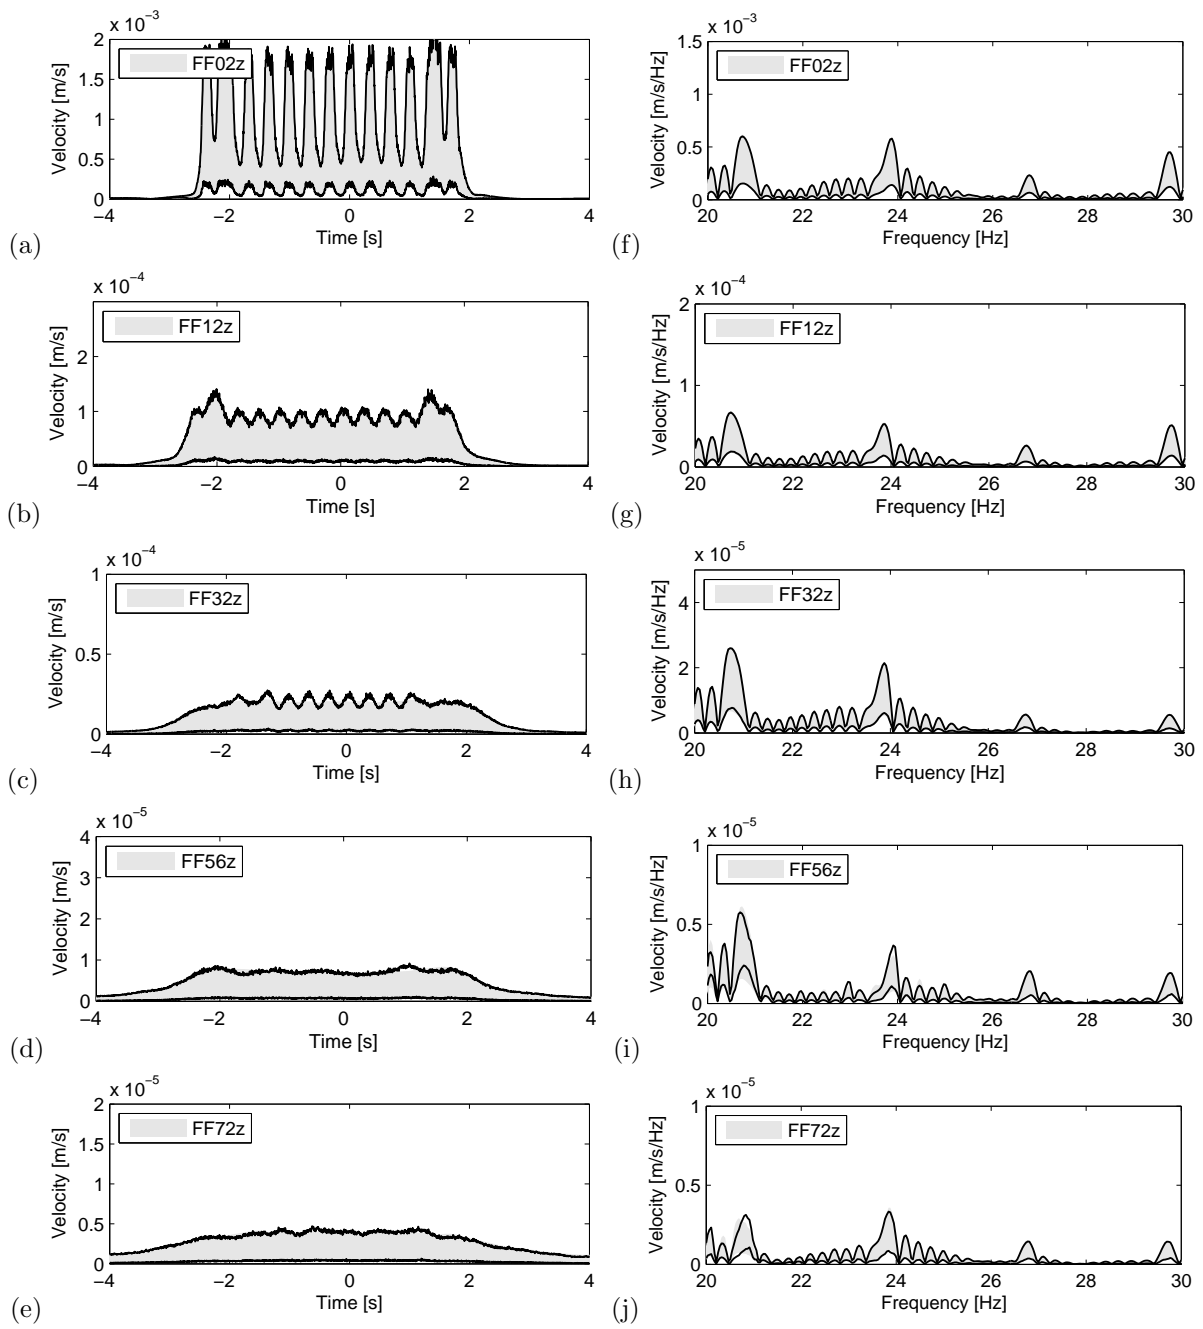 x 10⁻³
2
1.5
1
0.5
0
Velocity [m/s]
FF02z
−4 −2 0 2 4
Time [s]
(a)
x 10⁻³
1.5
1
0.5
0
Velocity [m/s/Hz]
FF02z
20 22 24 26 28 30
Frequency [Hz]
(f)
x 10⁻⁴
2
1
0
Velocity [m/s]
FF12z
−4 −2 0 2 4
Time [s]
(b)
x 10⁻⁴
2
1
0
Velocity [m/s/Hz]
FF12z
20 22 24 26 28 30
Frequency [Hz]
(g)
x 10⁻⁴
1
0.5
0
Velocity [m/s]
FF32z
−4 −2 0 2 4
Time [s]
(c)
x 10⁻⁵
4
2
0
Velocity [m/s/Hz]
FF32z
20 22 24 26 28 30
Frequency [Hz]
(h)
x 10⁻⁵
4
3
2
1
0
Velocity [m/s]
FF56z
−4 −2 0 2 4
Time [s]
(d)
x 10⁻⁵
1
0.5
0
Velocity [m/s/Hz]
FF56z
20 22 24 26 28 30
Frequency [Hz]
(i)
x 10⁻⁵
2
1.5
1
0.5
0
Velocity [m/s]
FF72z
−4 −2 0 2 4
Time [s]
(e)
x 10⁻⁵
1
0.5
0
Velocity [m/s/Hz]
FF72z
20 22 24 26 28 30
Frequency [Hz]
(j)